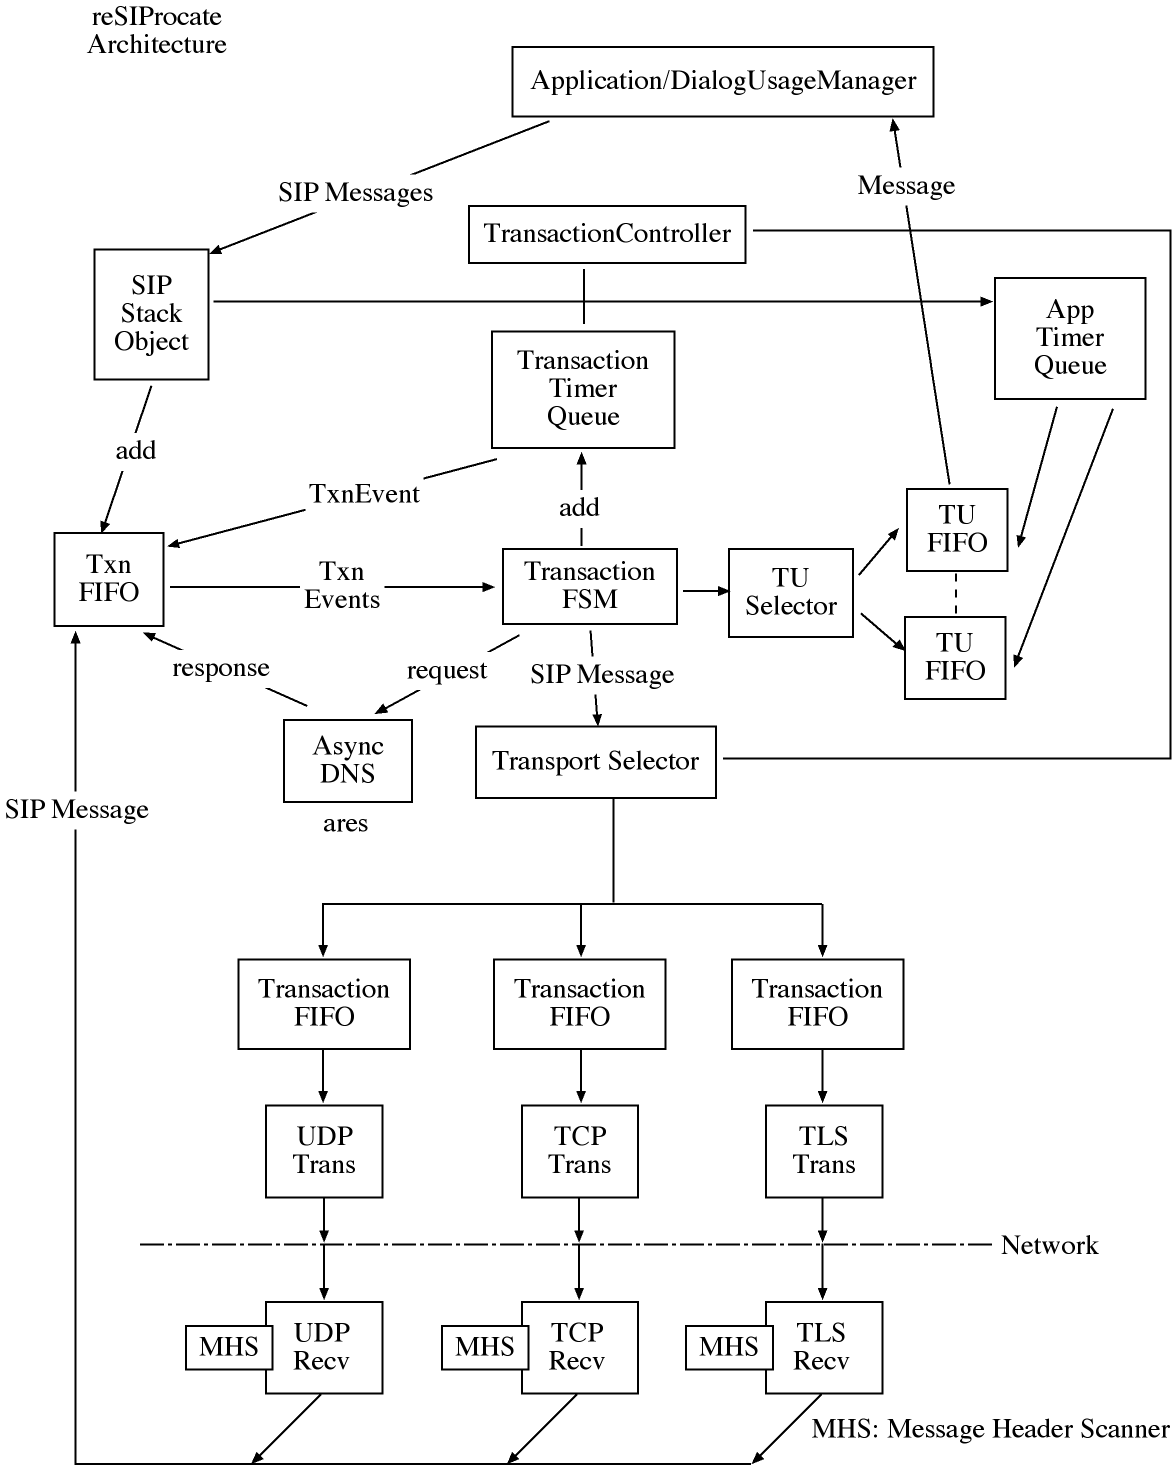 reSIProcate
Architecture
Application/DialogUsageManager
SIP Messages
Message
TransactionController
SIP
Stack
Object
App
Timer
Queue
Transaction
Timer
Queue
add
TxnEvent
add
TU
FIFO
Txn
FIFO
Txn
Events
Transaction
FSM
TU
Selector
TU
FIFO
response
request
SIP Message
Async
DNS
ares
Transport Selector
SIP Message
Transaction
FIFO
Transaction
FIFO
Transaction
FIFO
UDP
Trans
TCP
Trans
TLS
Trans
Network
MHS
UDP
Recv
MHS
TCP
Recv
MHS
TLS
Recv
MHS: Message Header Scanner